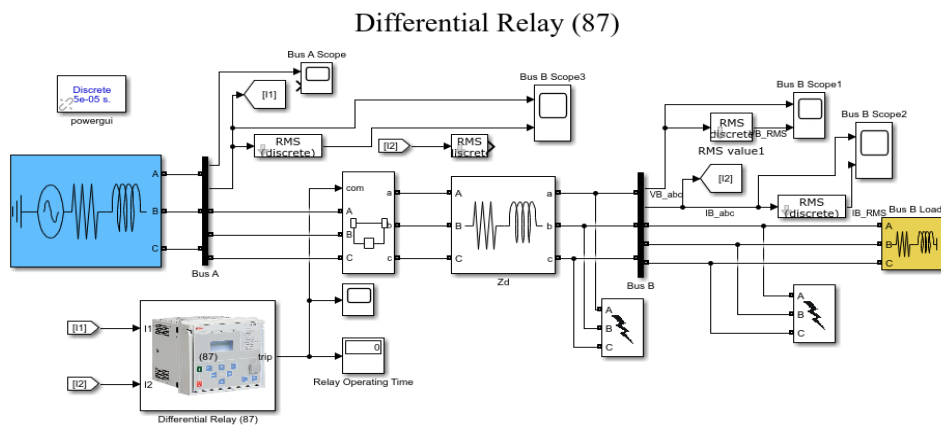 Differential Relay (87)
Bus A Scope
Bus B Scope3
Bus B Scope1
Bus B Scope2
Discrete
5e-05 s.
powergui
[I1]
RMS
(discrete)
[I2]
RMS
(discrete)
RMS
(discrete)
VB_RMS
RMS value1
[I2]
VB_abc
IB_abc
RMS
(discrete)
IB_RMS
Bus B Load
A
B
C
Bus A
com
A
B
C
a
b
c
A
B
C
a
b
c
Zd
Bus B
A
B
C
A
B
C
A
B
C
[I1]
[I2]
I1
I2
(87)
trip
0
Relay Operating Time
Differential Relay (87)